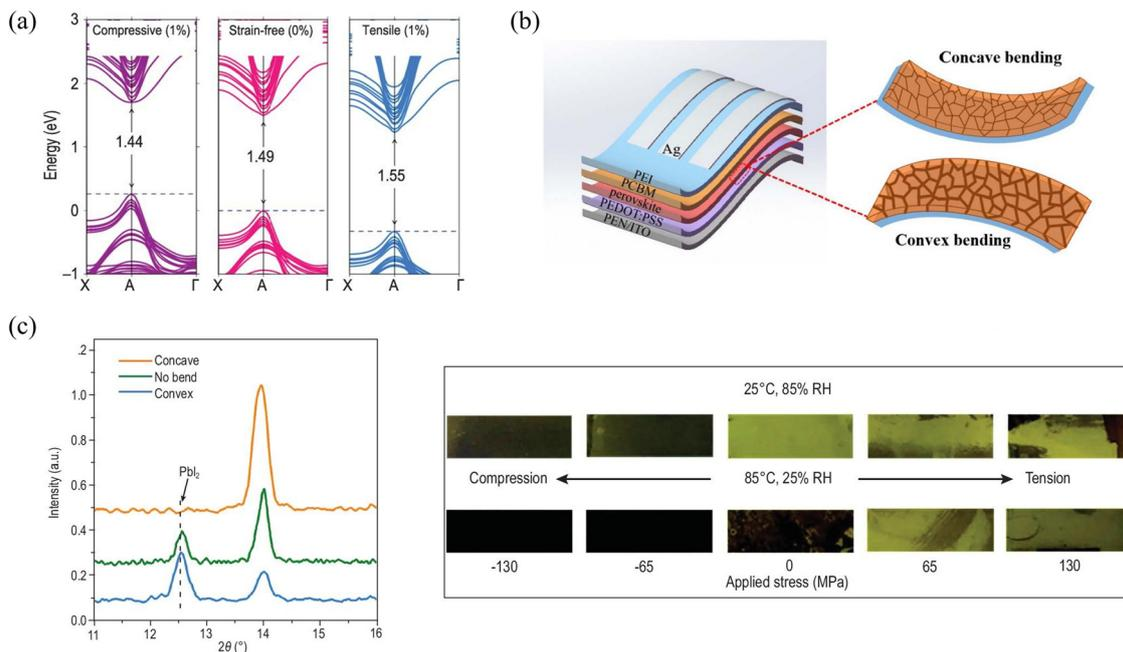 (a)
3
2
1
0
–1
Energy (eV)
Compressive (1%)
1.44
X A Γ
Strain-free (0%)
1.49
X A Γ
Tensile (1%)
1.55
X A Γ
(b)
Ag
PEI
PCBM
perovskite
PEDOT:PSS
PEN/ITO
Concave bending
Convex bending
(c)
.2
1.0
0.8
0.6
0.4
0.2
0.0
Intensity (a.u.)
Concave
No bend
Convex
PbI2
11 12 13 14 15 16
2θ (°)
25°C, 85% RH
Compression 85°C, 25% RH Tension
-130 -65 0 65 130
Applied stress (MPa)